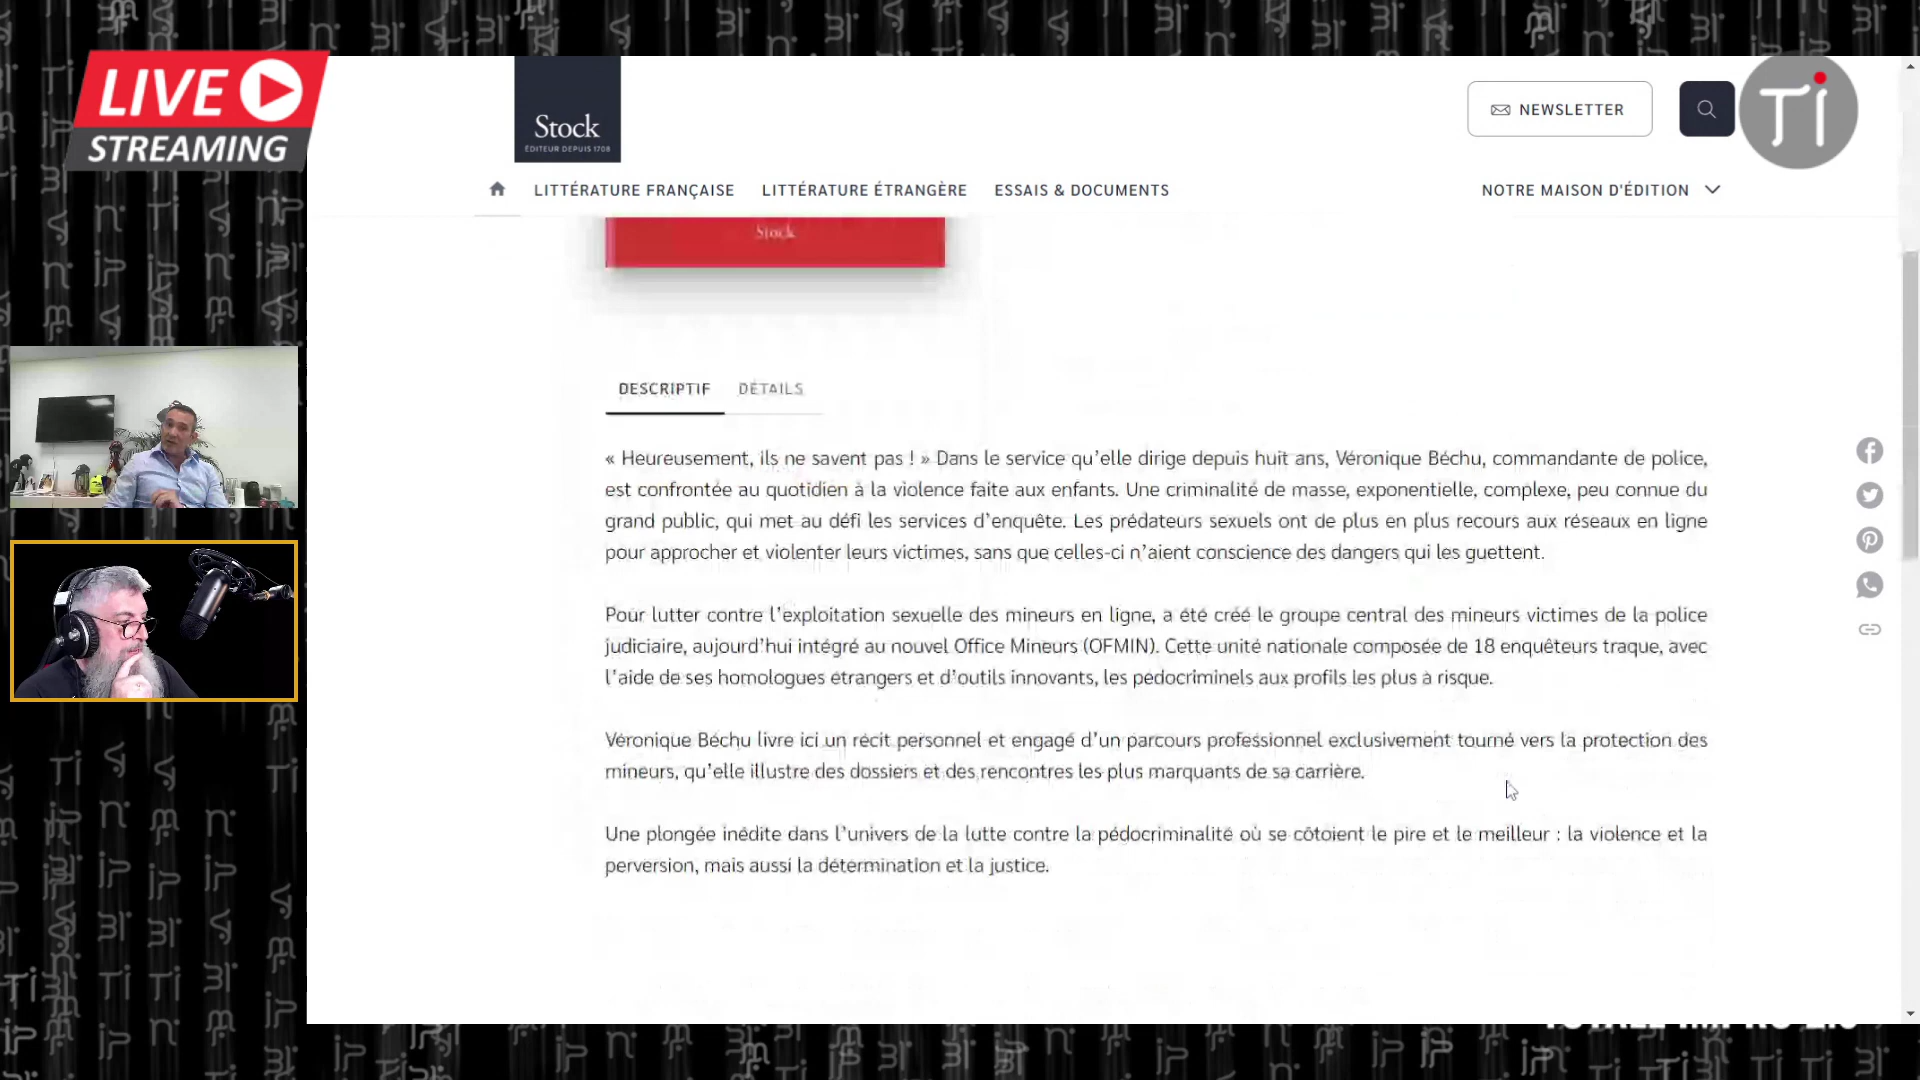 LIVE
STREAMING
Stock
ÉDITEUR DEPUIS 1708
NEWSLETTER
Ti
LITTÉRATURE FRANÇAISE
LITTÉRATURE ÉTRANGÈRE
ESSAIS & DOCUMENTS
NOTRE MAISON D'ÉDITION
Stock
DESCRIPTIF
DÉTAILS
« Heureusement, ils ne savent pas ! » Dans le service qu’elle dirige depuis huit ans, Véronique Béchu, commandante de police,
est confrontée au quotidien à la violence faite aux enfants. Une criminalité de masse, exponentielle, complexe, peu connue du
grand public, qui met au défi les services d’enquête. Les prédateurs sexuels ont de plus en plus recours aux réseaux en ligne
pour approcher et violenter leurs victimes, sans que celles-ci n’aient conscience des dangers qui les guettent.
Pour lutter contre l’exploitation sexuelle des mineurs en ligne, a été créé le groupe central des mineurs victimes de la police
judiciaire, aujourd’hui intégré au nouvel Office Mineurs (OFMIN). Cette unité nationale composée de 18 enquêteurs traque, avec
l’aide de ses homologues étrangers et d’outils innovants, les pédocriminels aux profils les plus à risque.
Véronique Béchu livre ici un récit personnel et engagé d’un parcours professionnel exclusivement tourné vers la protection des
mineurs, qu’elle illustre des dossiers et des rencontres les plus marquants de sa carrière.
Une plongée inédite dans l’univers de la lutte contre la pédocriminalité où se côtoient le pire et le meilleur : la violence et la
perversion, mais aussi la détermination et la justice.